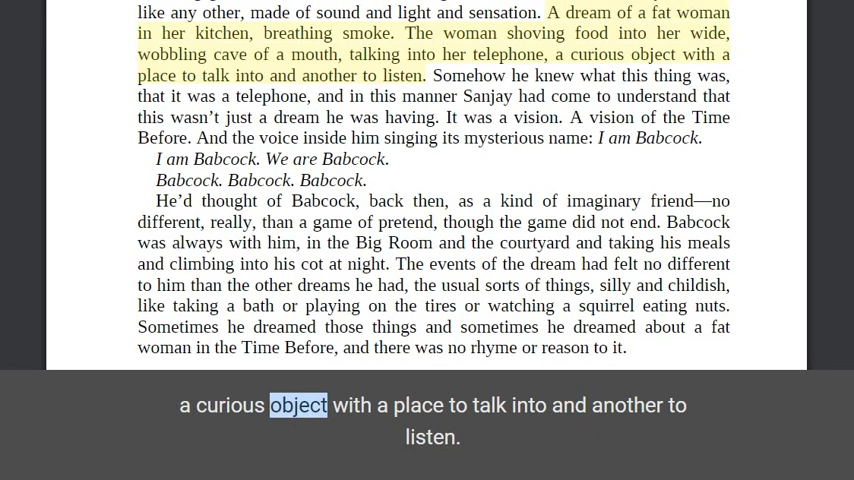 like any other, made of sound and light and sensation. A dream of a fat woman
in her kitchen, breathing smoke. The woman shoving food into her wide,
wobbling cave of a mouth, talking into her telephone, a curious object with a
place to talk into and another to listen. Somehow he knew what this thing was,
that it was a telephone, and in this manner Sanjay had come to understand that
this wasn’t just a dream he was having. It was a vision. A vision of the Time
Before. And the voice inside him singing its mysterious name: I am Babcock.
I am Babcock. We are Babcock.
Babcock. Babcock. Babcock.
He’d thought of Babcock, back then, as a kind of imaginary friend—no
different, really, than a game of pretend, though the game did not end. Babcock
was always with him, in the Big Room and the courtyard and taking his meals
and climbing into his cot at night. The events of the dream had felt no different
to him than the other dreams he had, the usual sorts of things, silly and childish,
like taking a bath or playing on the tires or watching a squirrel eating nuts.
Sometimes he dreamed those things and sometimes he dreamed about a fat
woman in the Time Before, and there was no rhyme or reason to it.
a curious object with a place to talk into and another to
listen.